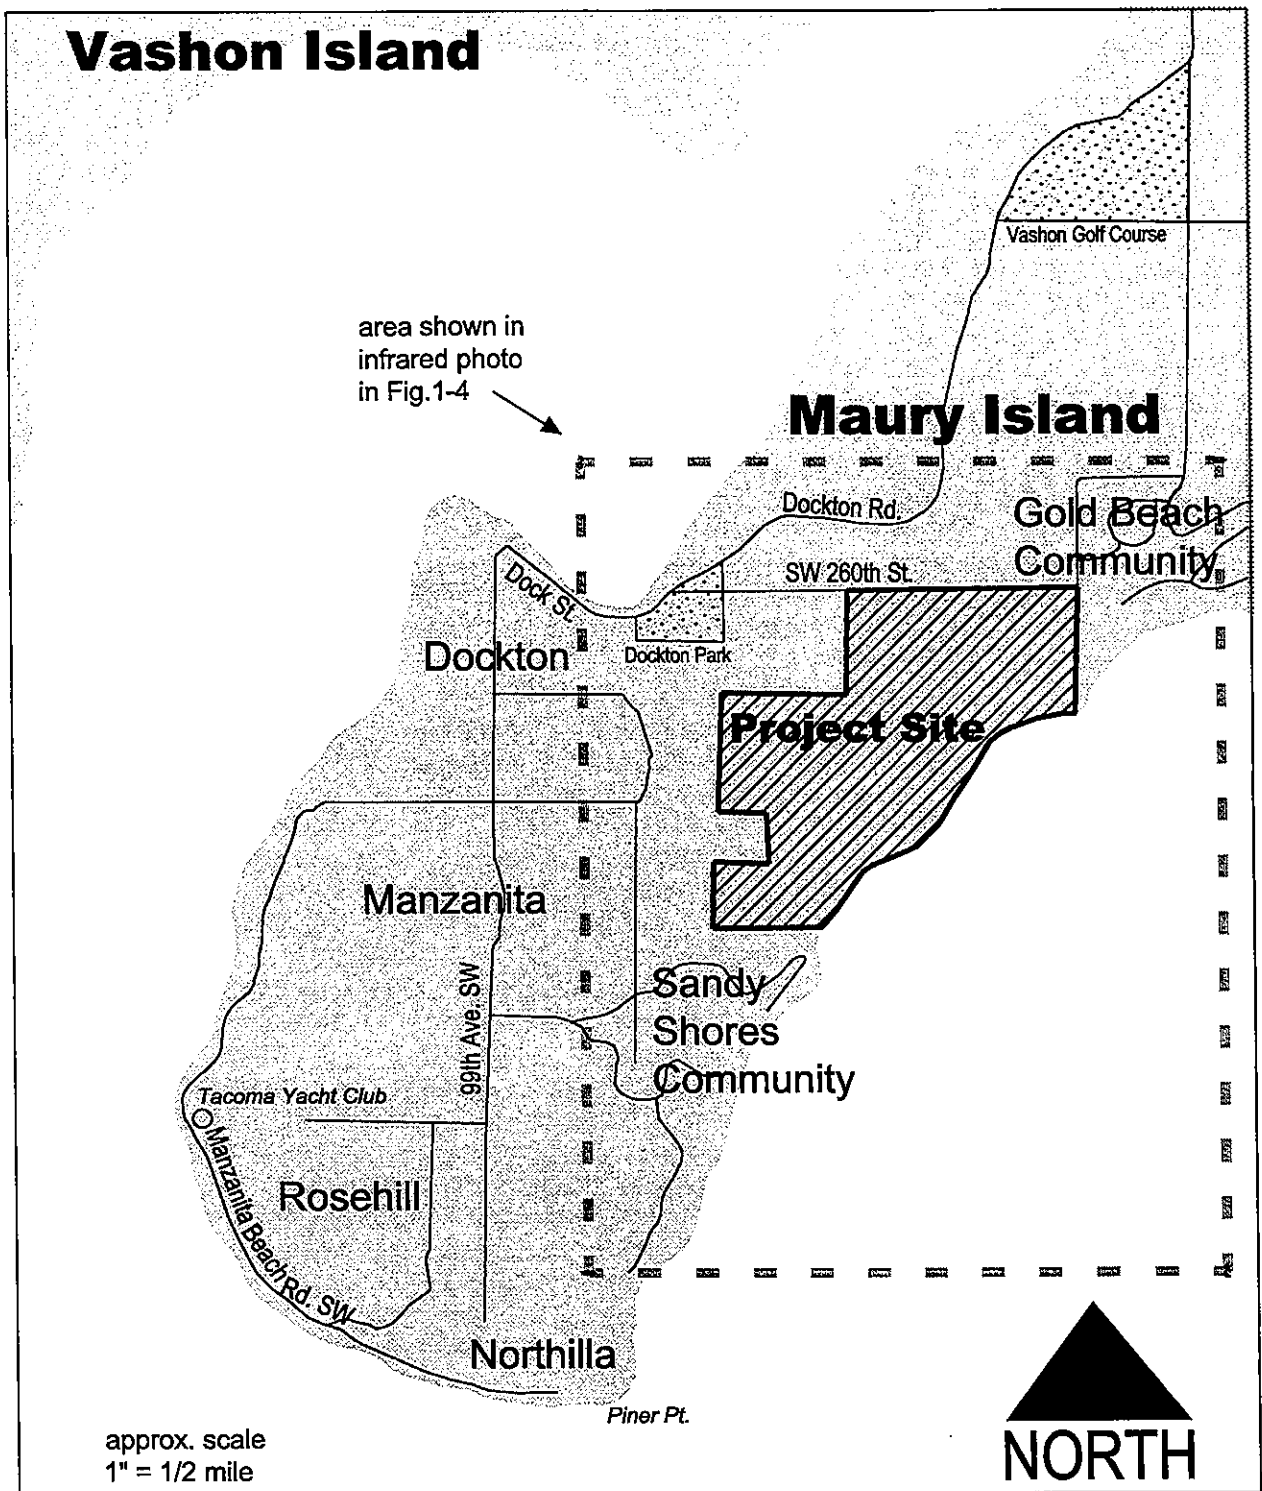 Vashon Island
Vashon Golf Course
area shown in
infrared photo
in Fig.1-4
Maury Island
Dockton Rd.
Gold Beach
Community
SW 260th St.
Dock St.
Dockton
Dockton Park
Project Site
Manzanita
99th Ave. SW
Sandy
Shores
Community
Tacoma Yacht Club
Manzanita Beach Rd. SW
Rosehill
Northilla
Piner Pt.
approx. scale
1" = 1/2 mile
NORTH